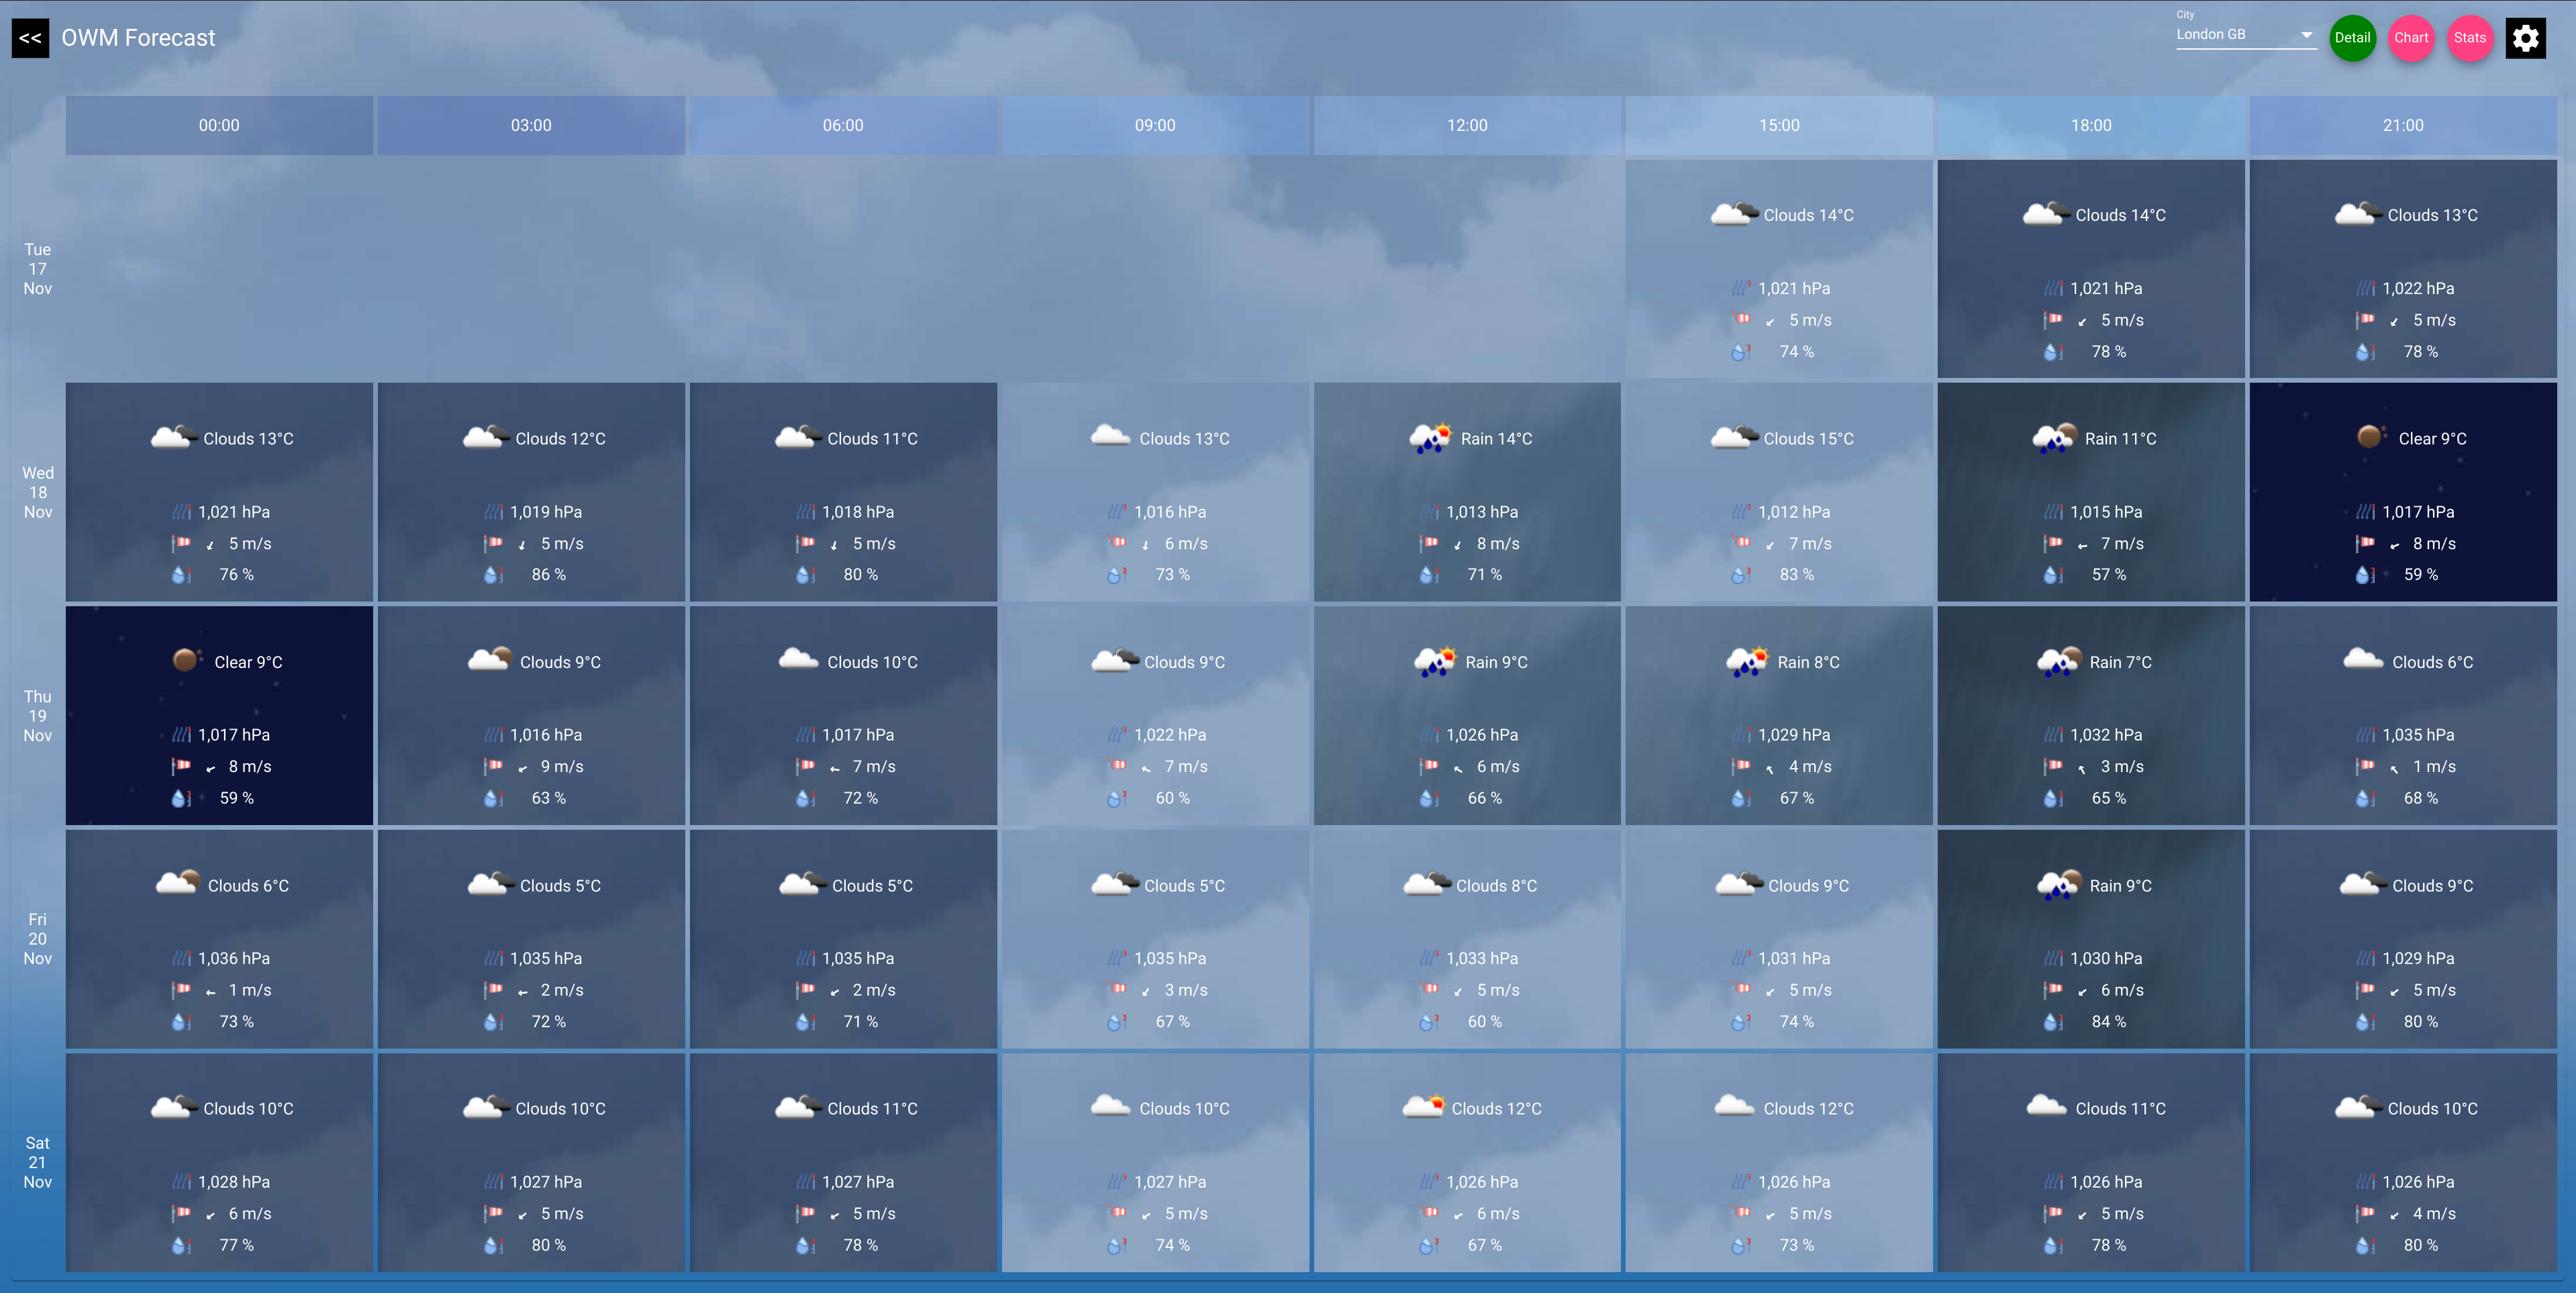 << OWM Forecast
City
London GB
Detail Chart Stats
00:00 03:00 06:00 09:00 12:00 15:00 18:00 21:00
Tue
17
Nov
Clouds 14°C Clouds 14°C Clouds 13°C
1,021 hPa 1,021 hPa 1,022 hPa
5 m/s 5 m/s 5 m/s
74 % 78 % 78 %
Wed
18
Nov
Clouds 13°C Clouds 12°C Clouds 11°C Clouds 13°C Rain 14°C Clouds 15°C Rain 11°C Clear 9°C
1,021 hPa 1,019 hPa 1,018 hPa 1,016 hPa 1,013 hPa 1,012 hPa 1,015 hPa 1,017 hPa
5 m/s 5 m/s 5 m/s 6 m/s 8 m/s 7 m/s 7 m/s 8 m/s
76 % 86 % 80 % 73 % 71 % 83 % 57 % 59 %
Thu
19
Nov
Clear 9°C Clouds 9°C Clouds 10°C Clouds 9°C Rain 9°C Rain 8°C Rain 7°C Clouds 6°C
1,017 hPa 1,016 hPa 1,017 hPa 1,022 hPa 1,026 hPa 1,029 hPa 1,032 hPa 1,035 hPa
8 m/s 9 m/s 7 m/s 7 m/s 6 m/s 4 m/s 3 m/s 1 m/s
59 % 63 % 72 % 60 % 66 % 67 % 65 % 68 %
Fri
20
Nov
Clouds 6°C Clouds 5°C Clouds 5°C Clouds 5°C Clouds 8°C Clouds 9°C Rain 9°C Clouds 9°C
1,036 hPa 1,035 hPa 1,035 hPa 1,035 hPa 1,033 hPa 1,031 hPa 1,030 hPa 1,029 hPa
1 m/s 2 m/s 2 m/s 3 m/s 5 m/s 5 m/s 6 m/s 5 m/s
73 % 72 % 71 % 67 % 60 % 74 % 84 % 80 %
Sat
21
Nov
Clouds 10°C Clouds 10°C Clouds 11°C Clouds 10°C Clouds 12°C Clouds 12°C Clouds 11°C Clouds 10°C
1,028 hPa 1,027 hPa 1,027 hPa 1,027 hPa 1,026 hPa 1,026 hPa 1,026 hPa 1,026 hPa
6 m/s 5 m/s 5 m/s 5 m/s 6 m/s 5 m/s 5 m/s 4 m/s
77 % 80 % 78 % 74 % 67 % 73 % 78 % 80 %